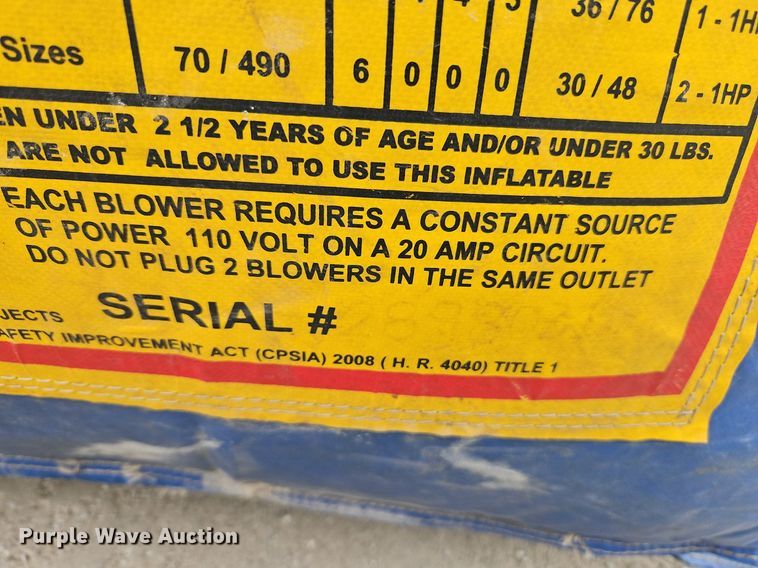 36 / 76 1 - 1H
Sizes 70 / 490 6 0 0 0 30 / 48 2 - 1HP
EN UNDER 2 1/2 YEARS OF AGE AND/OR UNDER 30 LBS.
ARE NOT ALLOWED TO USE THIS INFLATABLE
EACH BLOWER REQUIRES A CONSTANT SOURCE
OF POWER 110 VOLT ON A 20 AMP CIRCUIT.
DO NOT PLUG 2 BLOWERS IN THE SAME OUTLET
JECTS SERIAL #
AFETY IMPROVEMENT ACT (CPSIA) 2008 ( H. R. 4040) TITLE 1
Purple Wave Auction